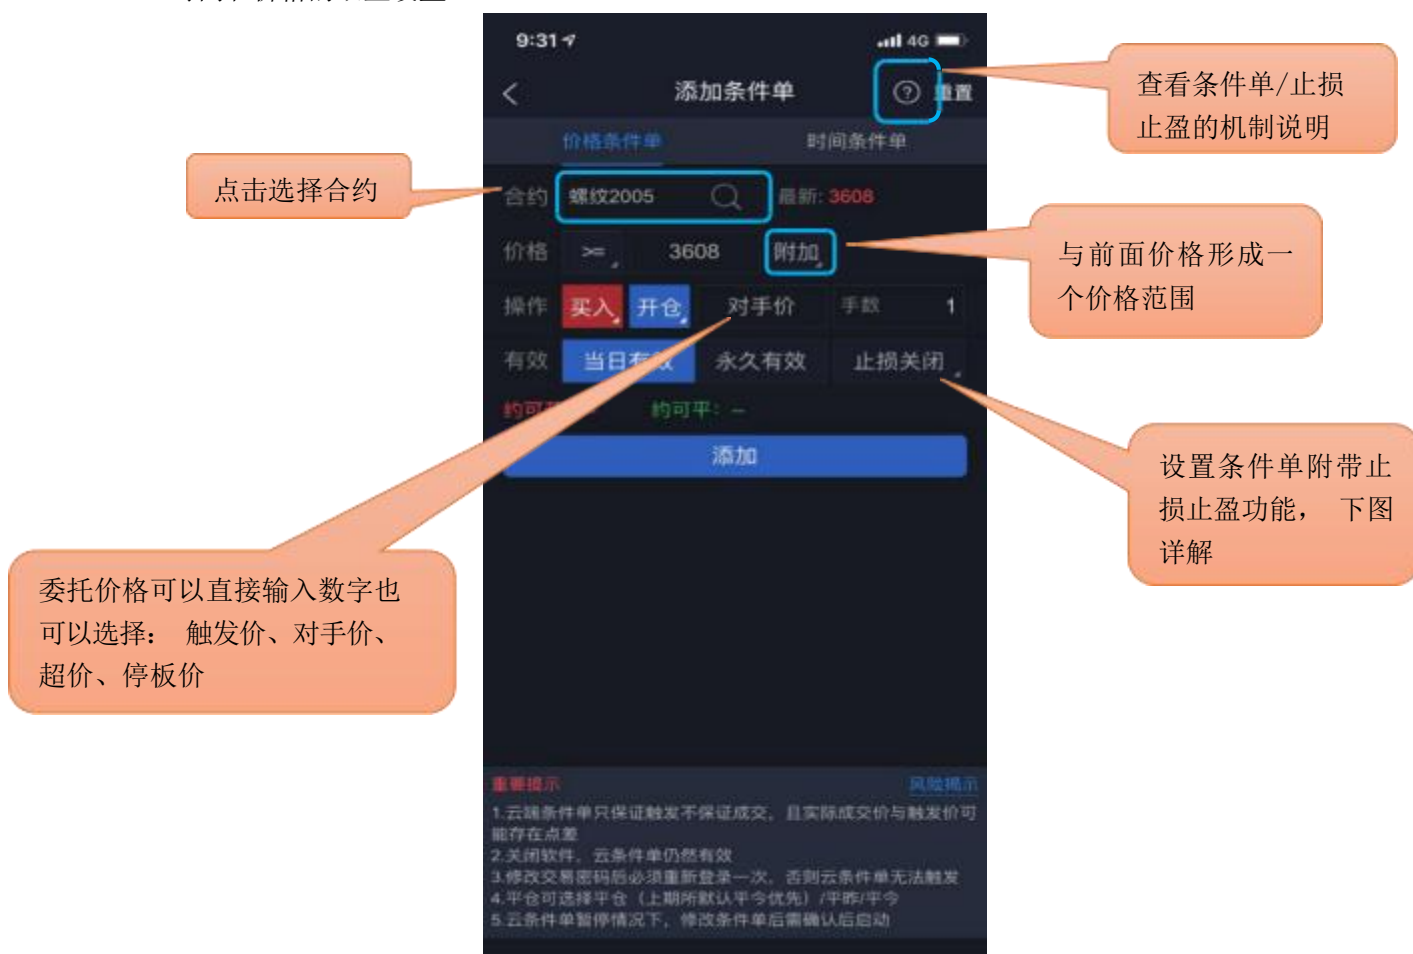 9:31
4G
添加条件单
重置
价格条件单
时间条件单
合约
螺纹2005
最新: 3608
价格
>=
3608
附加
操作
买入
开仓
对手价
手数
1
有效
当日有效
永久有效
止损关闭
约可
约可平: --
添加
查看条件单/止损
止盈的机制说明
点击选择合约
与前面价格形成一
个价格范围
设置条件单附带止
损止盈功能， 下图
详解
委托价格可以直接输入数字也
可以选择： 触发价、对手价、
超价、停板价
重要提示
风险揭示
1.云端条件单只保证触发不保证成交，且实际成交价与触发价可
能存在点差
2.关闭软件，云条件单仍然有效
3.修改交易密码后必须重新登录一次，否则云条件单无法触发
4.平仓可选择平仓（上期所默认平今优先）/平昨/平今
5.云条件单暂停情况下，修改条件单后需确认后启动